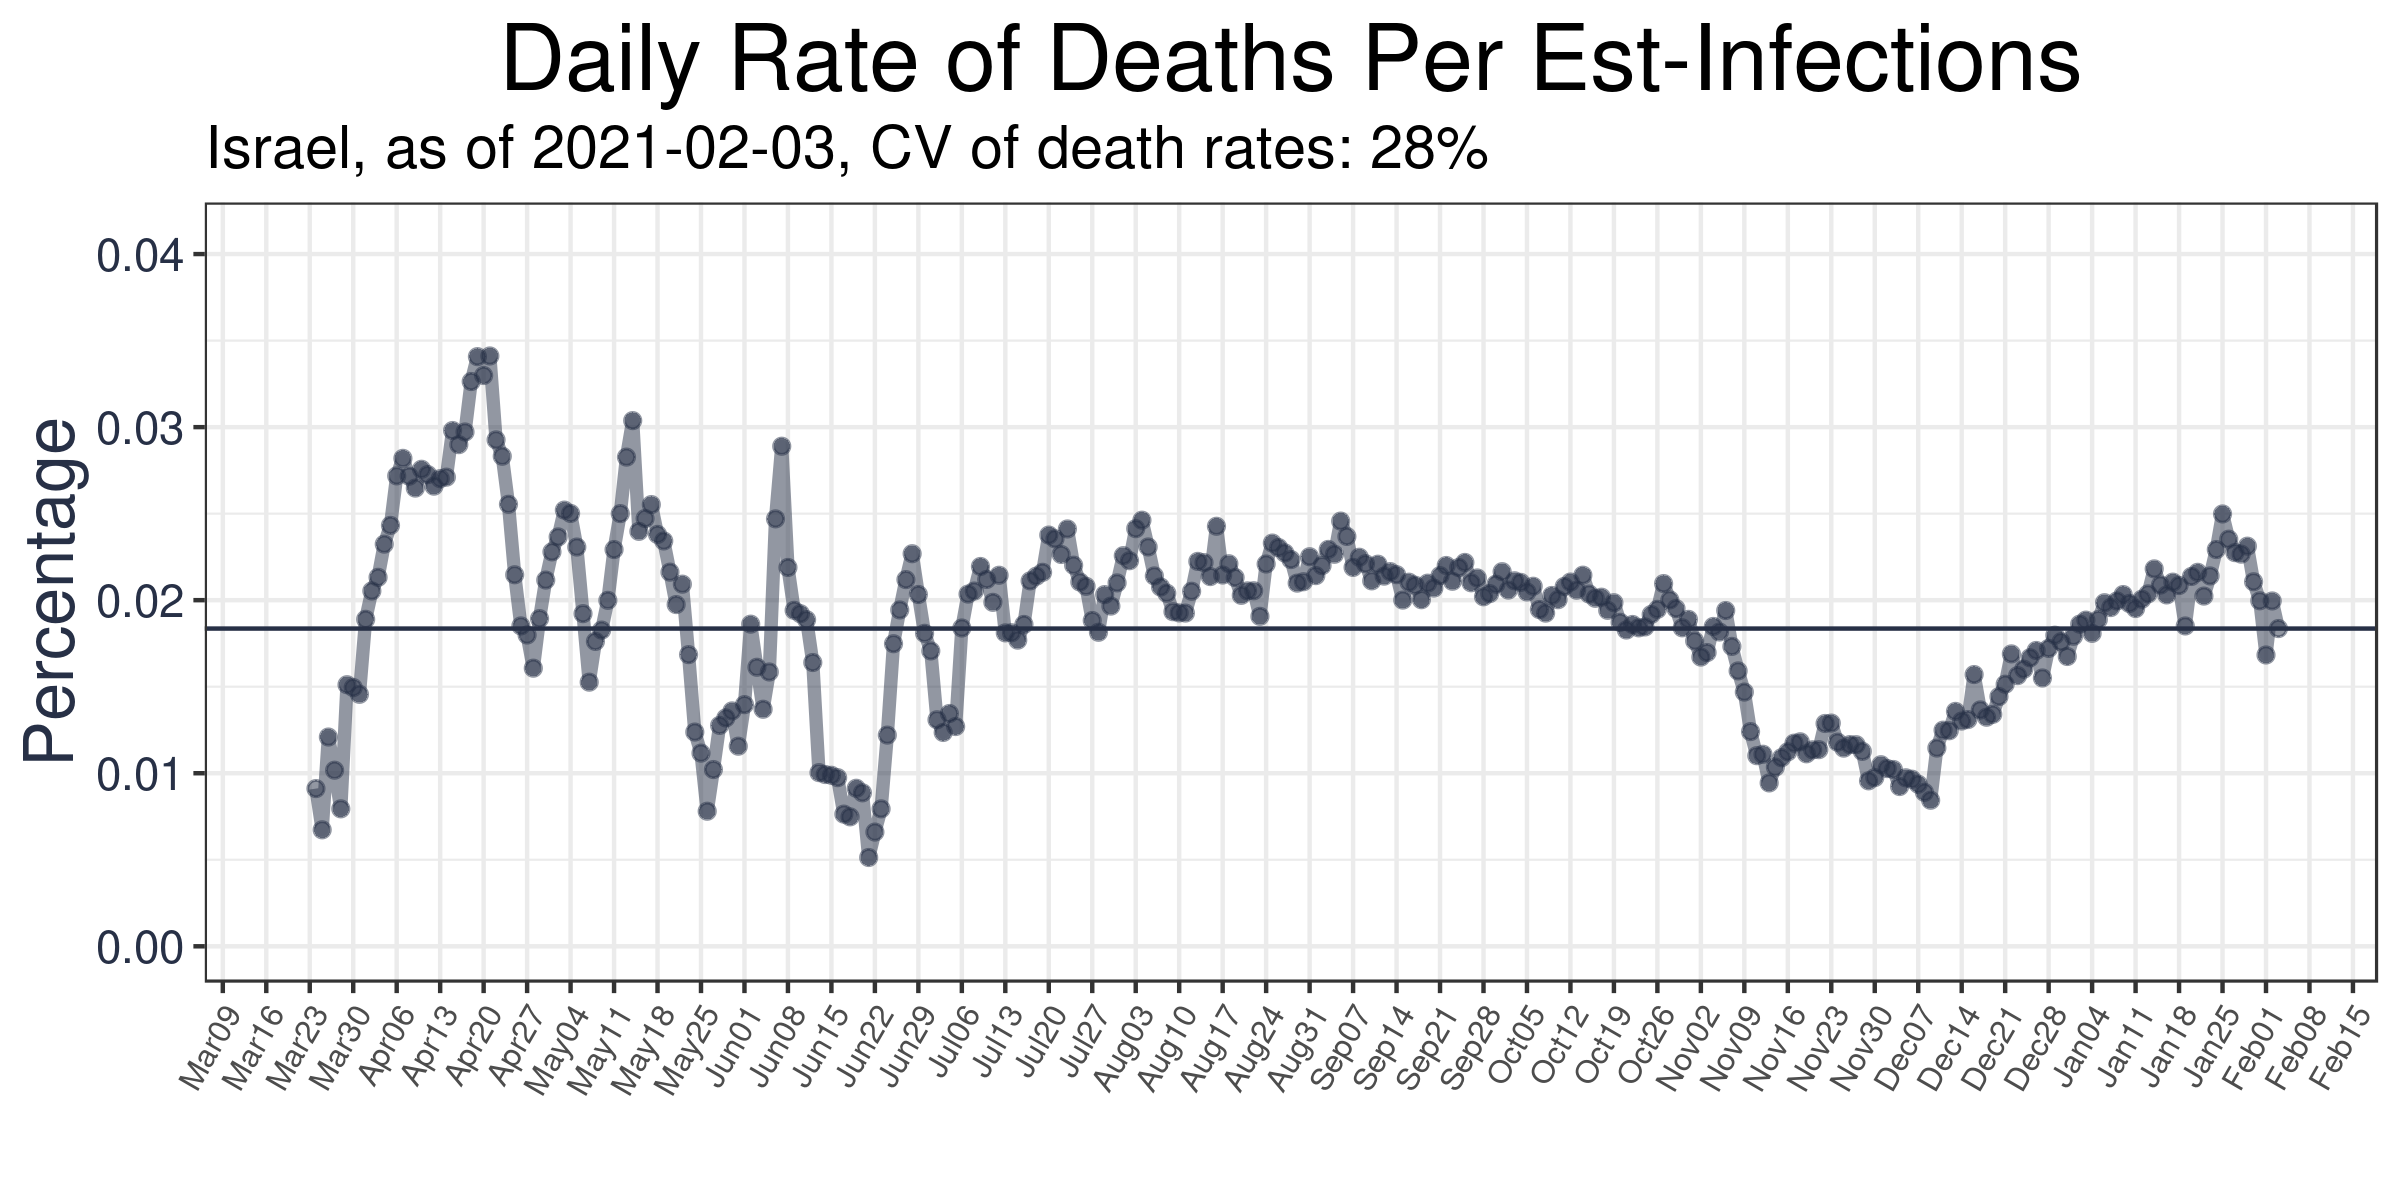 Daily Rate of Deaths Per Est-Infections
Israel, as of 2021-02-03, CV of death rates: 28%
Percentage
0.04
0.03
0.02
0.01
0.00
Mar09
Mar16
Mar23
Mar30
Apr06
Apr13
Apr20
Apr27
May04
May11
May18
May25
Jun01
Jun08
Jun15
Jun22
Jun29
Jul06
Jul13
Jul20
Jul27
Aug03
Aug10
Aug17
Aug24
Aug31
Sep07
Sep14
Sep21
Sep28
Oct05
Oct12
Oct19
Oct26
Nov02
Nov09
Nov16
Nov23
Nov30
Dec07
Dec14
Dec21
Dec28
Jan04
Jan11
Jan18
Jan25
Feb01
Feb08
Feb15